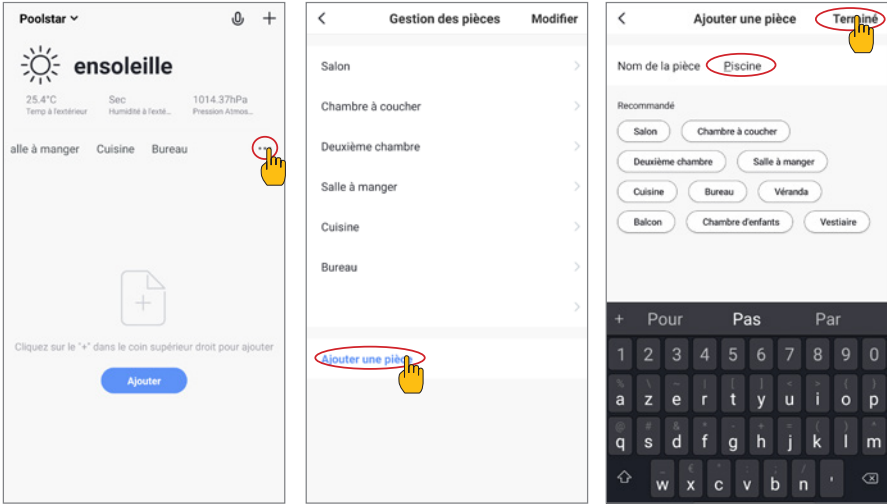 Poolstar
ensoleille
25.4°C Sec 1014.37hPa
Temp à l'extérieur Humidité à l'exté... Pression Atmos...
alle à manger Cuisine Bureau ...
Cliquez sur le "+" dans le coin supérieur droit pour ajouter
Ajouter
Gestion des pièces Modifier
Salon
Chambre à coucher
Deuxième chambre
Salle à manger
Cuisine
Bureau
Ajouter une pièce
Ajouter une pièce Terminé
Nom de la pièce Piscine
Recommandé
Salon Chambre à coucher
Deuxième chambre Salle à manger
Cuisine Bureau Véranda
Balcon Chambre d'enfants Vestiaire
+ Pour Pas Par
1 2 3 4 5 6 7 8 9 0
a z e r t y u i o p
q s d f g h j k l m
w x c v b n '